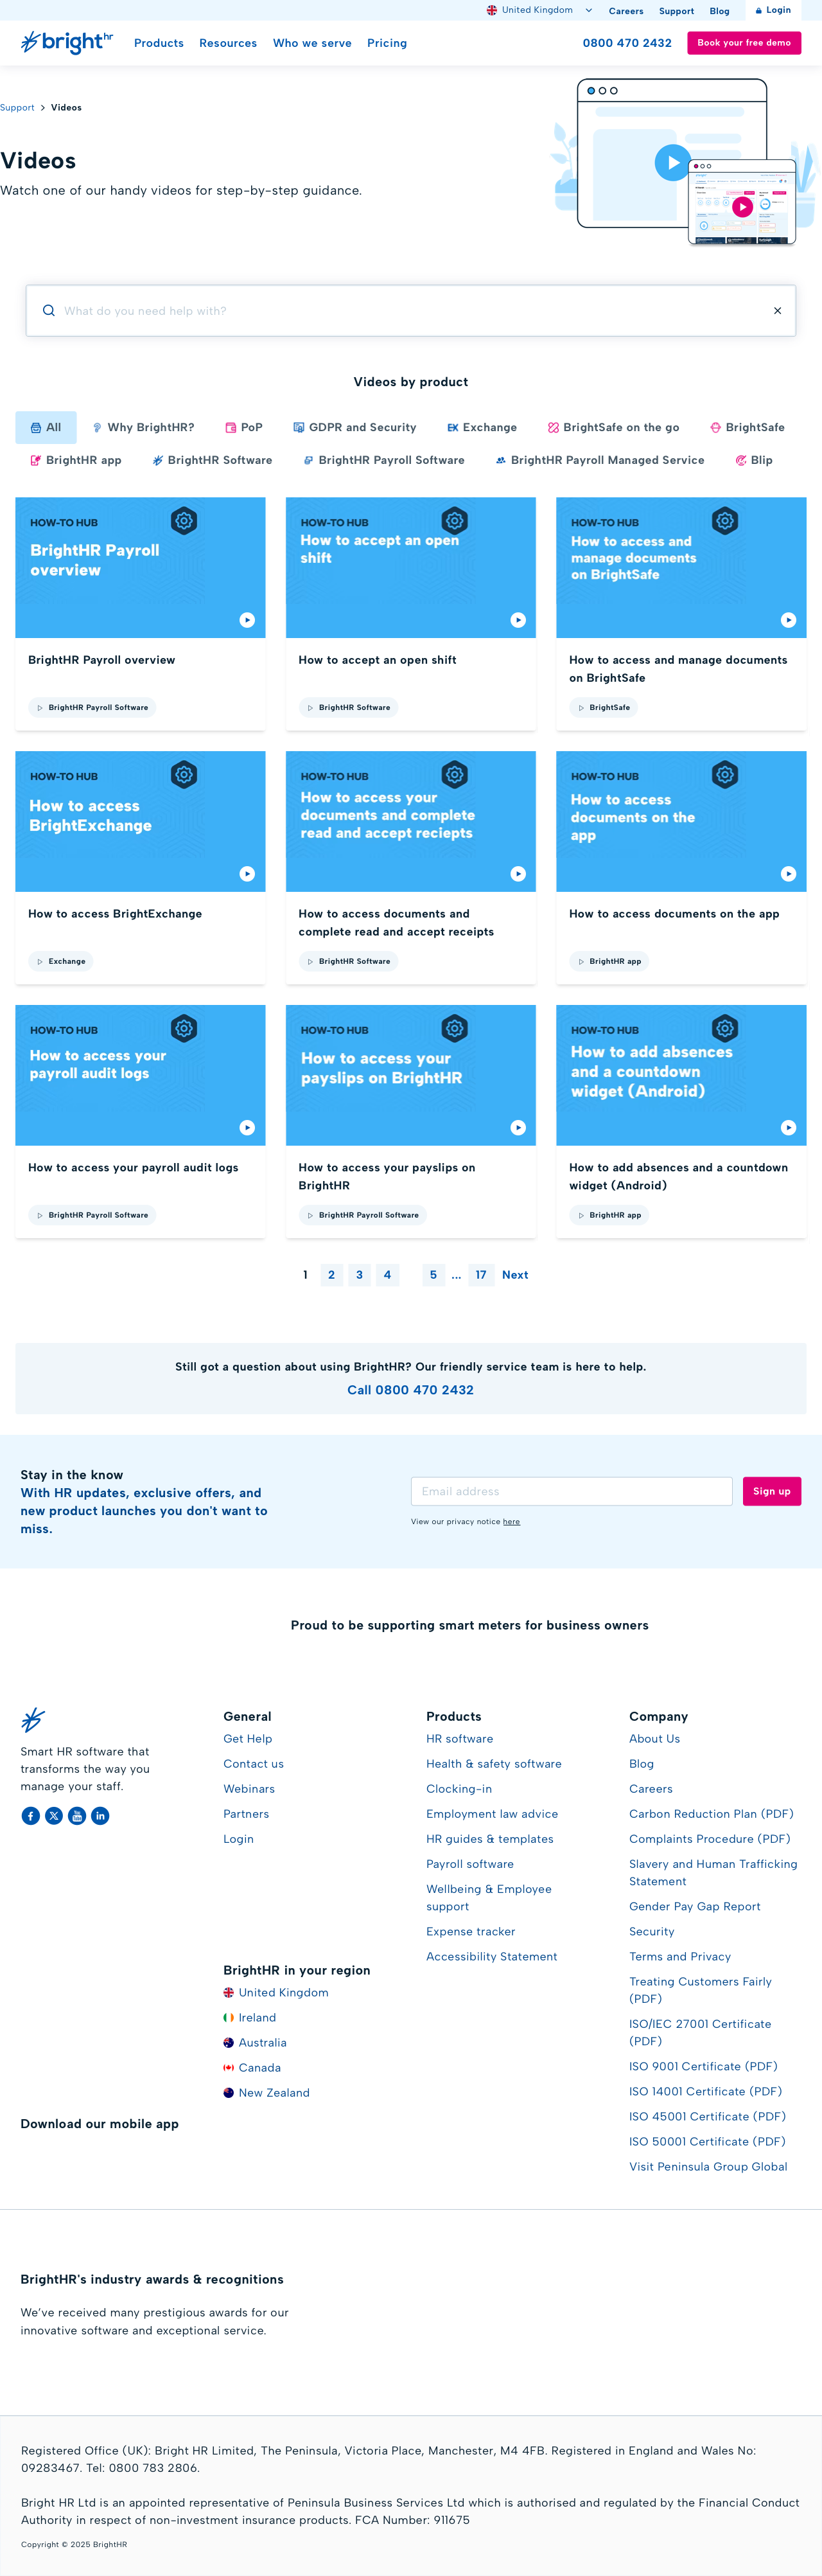 United Kingdom
Careers
Support
Blog
Login
brighthr
Products
Resources
Who we serve
Pricing
0800 470 2432
Book your free demo
Support
Videos
Videos
Watch one of our handy videos for step-by-step guidance.
What do you need help with?
Videos by product
All
Why BrightHR?
PoP
GDPR and Security
Exchange
BrightSafe on the go
BrightSafe
BrightHR app
BrightHR Software
BrightHR Payroll Software
BrightHR Payroll Managed Service
Blip
HOW-TO HUB
BrightHR Payroll
overview
BrightHR Payroll overview
BrightHR Payroll Software
HOW-TO HUB
How to accept an open
shift
How to accept an open shift
BrightHR Software
HOW-TO HUB
How to access and
manage documents
on BrightSafe
How to access and manage documents
on BrightSafe
BrightSafe
HOW-TO HUB
How to access
BrightExchange
How to access BrightExchange
Exchange
HOW-TO HUB
How to access your
documents and complete
read and accept reciepts
How to access documents and
complete read and accept receipts
BrightHR Software
HOW-TO HUB
How to access
documents on the
app
How to access documents on the app
BrightHR app
HOW-TO HUB
How to access your
payroll audit logs
How to access your payroll audit logs
BrightHR Payroll Software
HOW-TO HUB
How to access your
payslips on BrightHR
How to access your payslips on
BrightHR
BrightHR Payroll Software
HOW-TO HUB
How to add absences
and a countdown
widget (Android)
How to add absences and a countdown
widget (Android)
BrightHR app
1 2 3 4 5 ... 17 Next
Still got a question about using BrightHR? Our friendly service team is here to help.
Call 0800 470 2432
Stay in the know
With HR updates, exclusive offers, and
new product launches you don't want to
miss.
Email address
Sign up
View our privacy notice here
Proud to be supporting smart meters for business owners
Smart HR software that
transforms the way you
manage your staff.
General
Get Help
Contact us
Webinars
Partners
Login
BrightHR in your region
United Kingdom
Ireland
Australia
Canada
New Zealand
Products
HR software
Health & safety software
Clocking-in
Employment law advice
HR guides & templates
Payroll software
Wellbeing & Employee
support
Expense tracker
Accessibility Statement
Company
About Us
Blog
Careers
Carbon Reduction Plan (PDF)
Complaints Procedure (PDF)
Slavery and Human Trafficking
Statement
Gender Pay Gap Report
Security
Terms and Privacy
Treating Customers Fairly
(PDF)
ISO/IEC 27001 Certificate
(PDF)
ISO 9001 Certificate (PDF)
ISO 14001 Certificate (PDF)
ISO 45001 Certificate (PDF)
ISO 50001 Certificate (PDF)
Visit Peninsula Group Global
Download our mobile app
BrightHR's industry awards & recognitions
We've received many prestigious awards for our
innovative software and exceptional service.
Registered Office (UK): Bright HR Limited, The Peninsula, Victoria Place, Manchester, M4 4FB. Registered in England and Wales No:
09283467. Tel: 0800 783 2806.
Bright HR Ltd is an appointed representative of Peninsula Business Services Ltd which is authorised and regulated by the Financial Conduct
Authority in respect of non-investment insurance products. FCA Number: 911675
Copyright © 2025 BrightHR